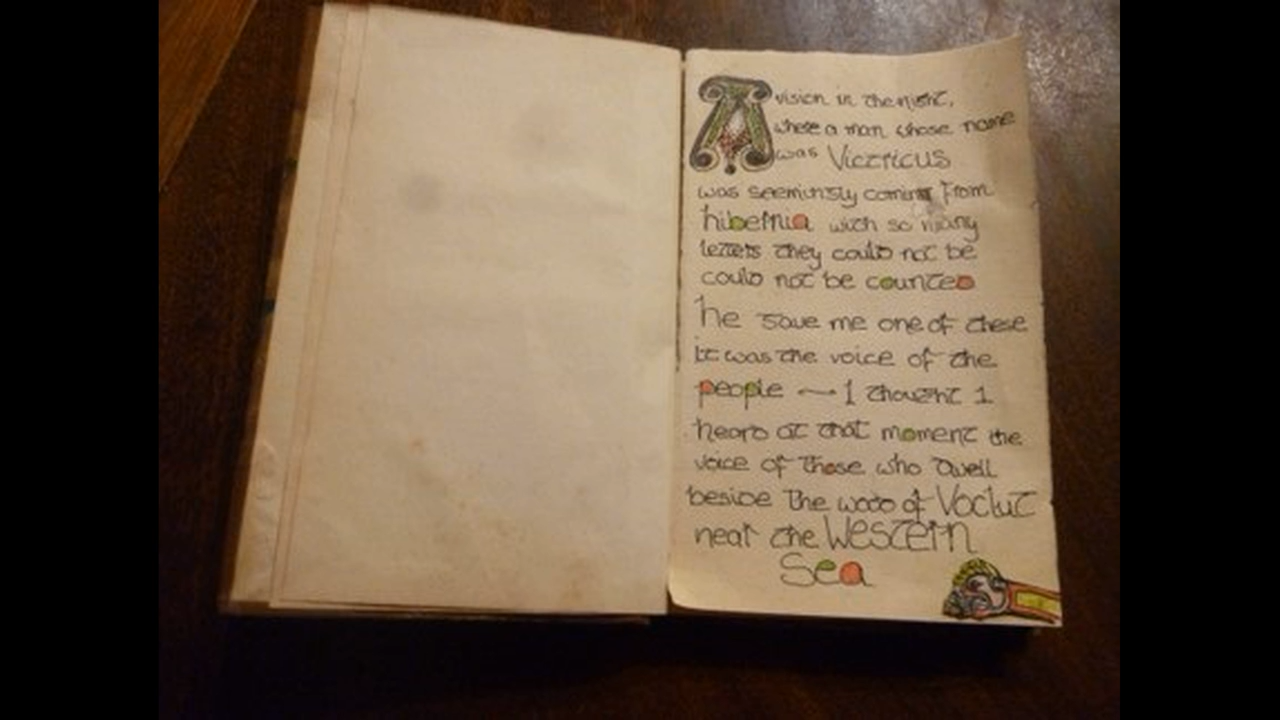 A vision in the night,
where a man whose name
was Victricus
was seemingly coming from
hibernia with so many
letters they could not be
could not be counted
he gave me one of these
it was the voice of the
people — I thought I
heard at that moment the
voice of those who dwell
beside the wood of Voclut
near the Western
Sea